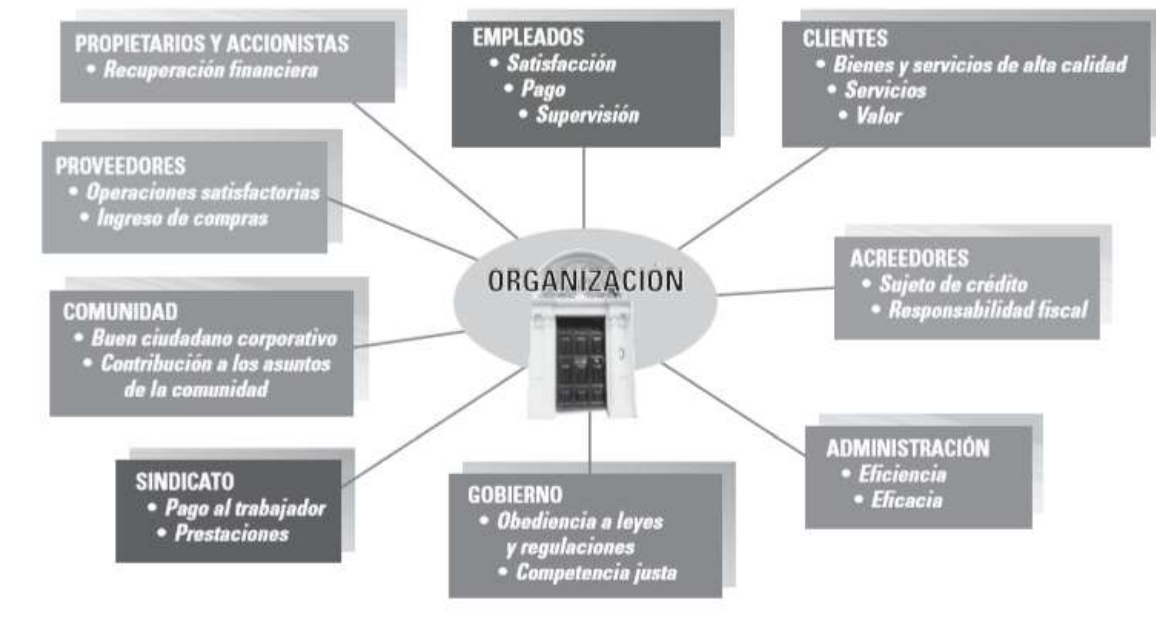 PROPIETARIOS Y ACCIONISTAS
• Recuperación financiera
EMPLEADOS
• Satisfacción
• Pago
• Supervisión
CLIENTES
• Bienes y servicios de alta calidad
• Servicios
• Valor
PROVEEDORES
• Operaciones satisfactorias
• Ingreso de compras
ORGANIZACIÓN
ACREEDORES
• Sujeto de crédito
• Responsabilidad fiscal
COMUNIDAD
• Buen ciudadano corporativo
• Contribución a los asuntos
de la comunidad
ADMINISTRACIÓN
• Eficiencia
• Eficacia
SINDICATO
• Pago al trabajador
• Prestaciones
GOBIERNO
• Obediencia a leyes
y regulaciones
• Competencia justa